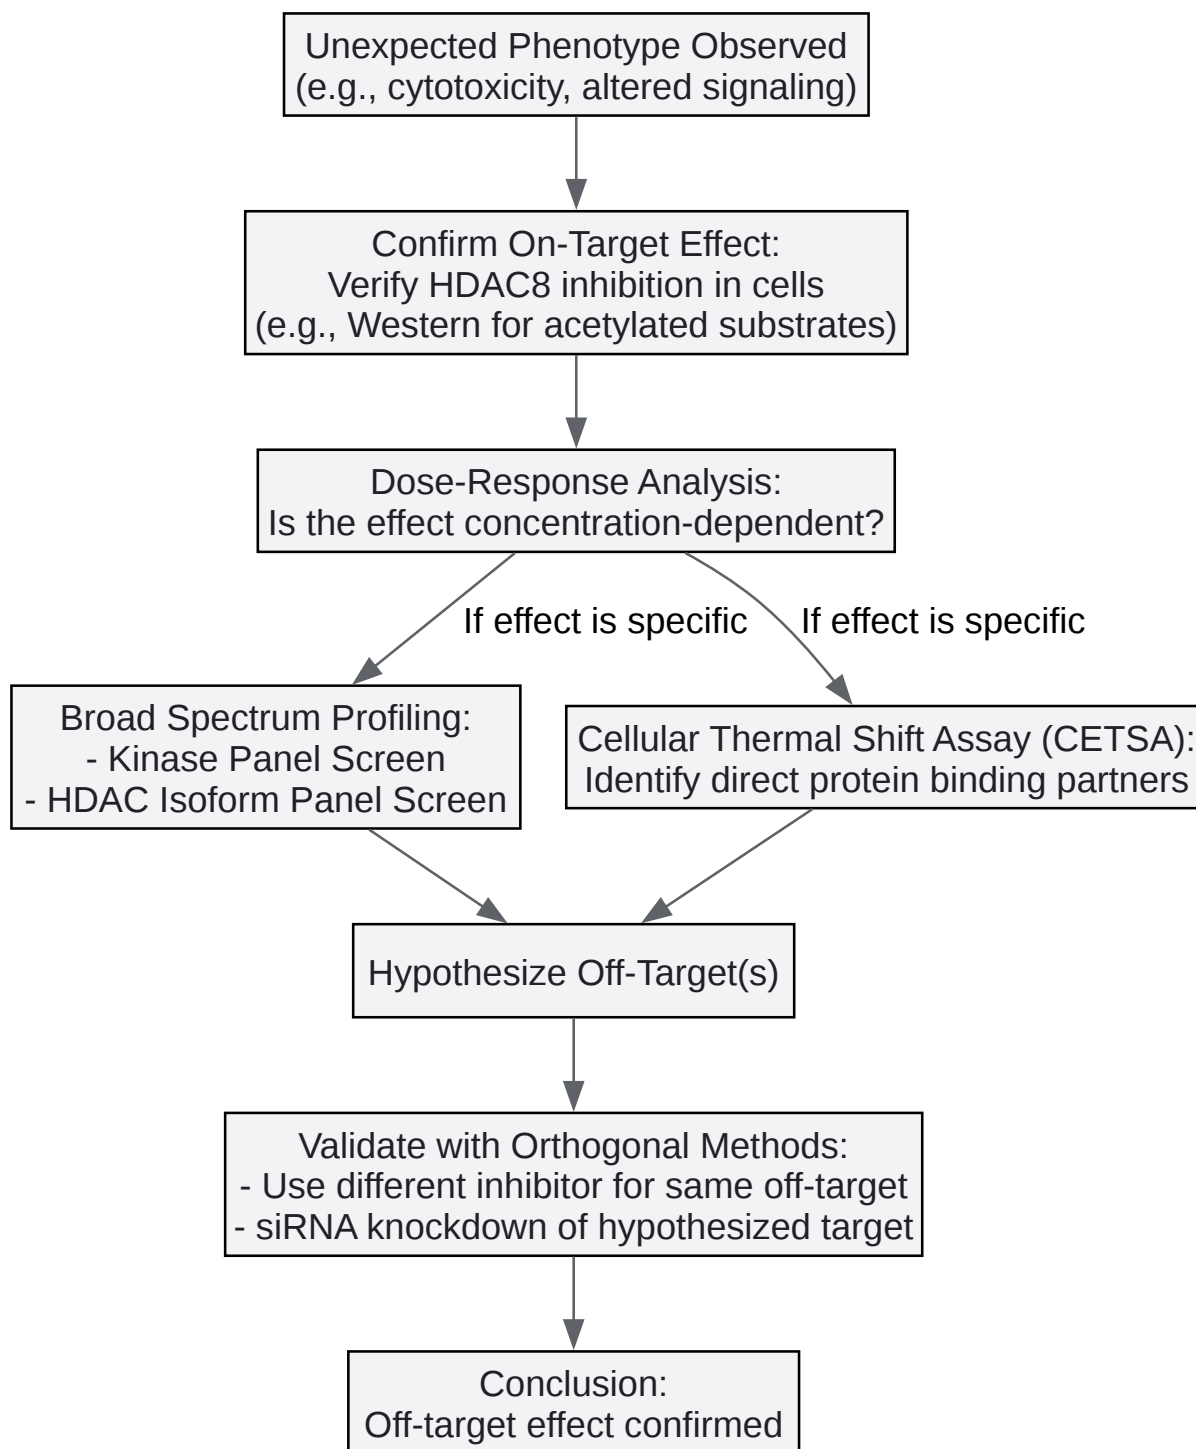 Unexpected Phenotype Observed
(e.g., cytotoxicity, altered signaling)
Confirm On-Target Effect:
Verify HDAC8 inhibition in cells
(e.g., Western for acetylated substrates)
Dose-Response Analysis:
Is the effect concentration-dependent?
If effect is specific
If effect is specific
Broad Spectrum Profiling:
- Kinase Panel Screen
- HDAC Isoform Panel Screen
Cellular Thermal Shift Assay (CETSA):
Identify direct protein binding partners
Hypothesize Off-Target(s)
Validate with Orthogonal Methods:
- Use different inhibitor for same off-target
- siRNA knockdown of hypothesized target
Conclusion:
Off-target effect confirmed